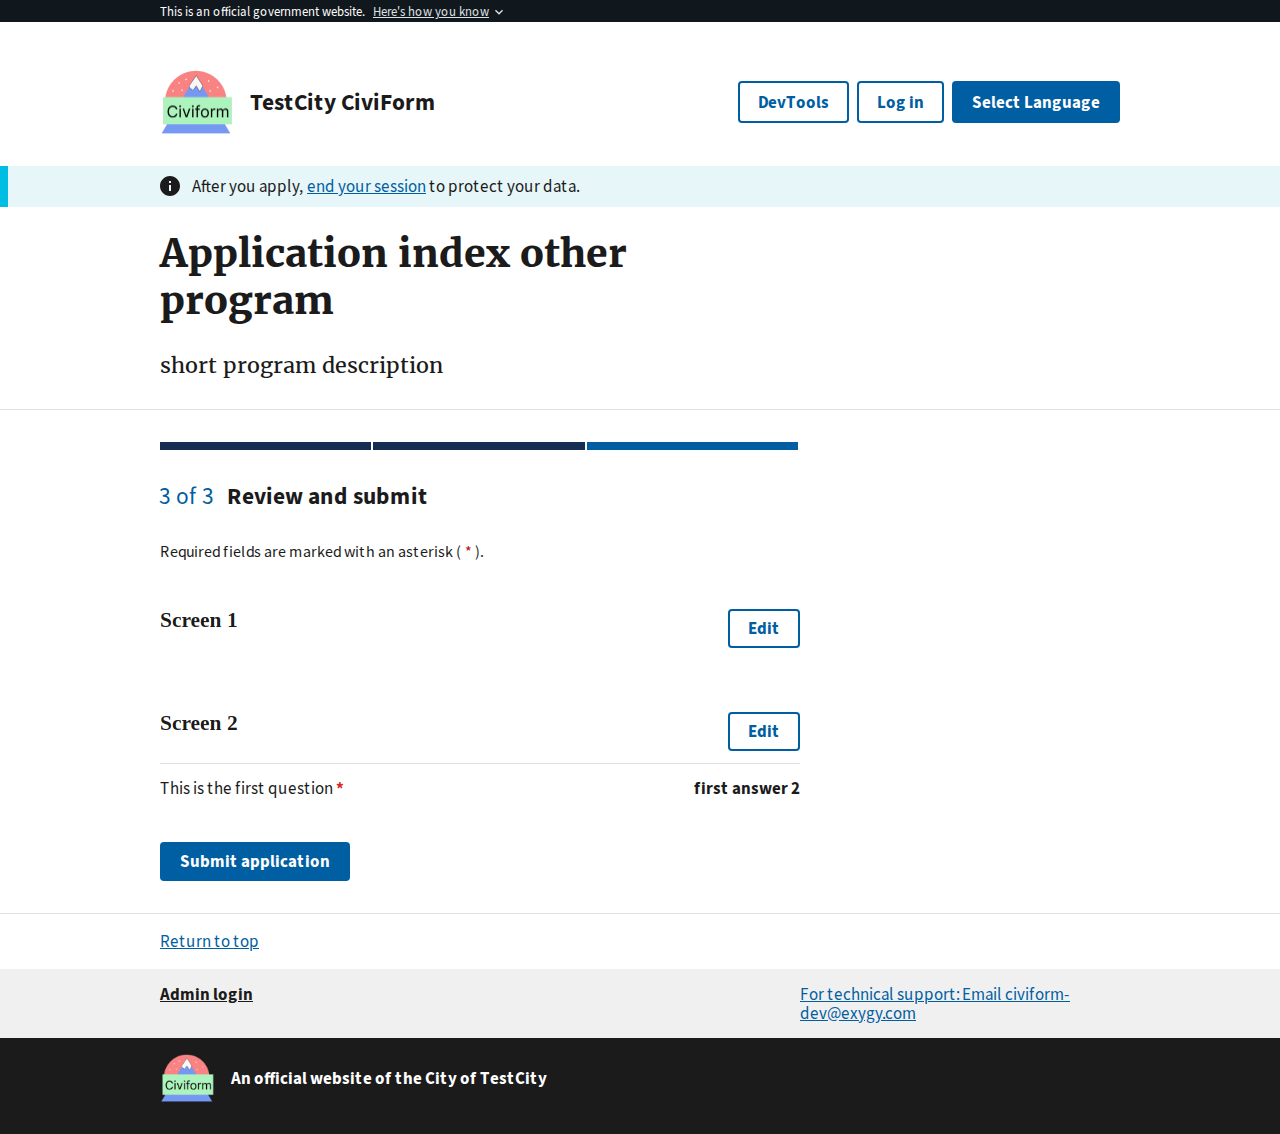 This is an official government website. Here's how you know
Civiform
TestCity CiviForm
DevTools
Log in
Select Language
After you apply, end your session to protect your data.
Application index other
program
short program description
3 of 3 Review and submit
Required fields are marked with an asterisk ( * ).
Screen 1
Edit
Screen 2
Edit
This is the first question *
first answer 2
Submit application
Return to top
Admin login
For technical support: Email civiform-
dev@exygy.com
Civiform
An official website of the City of TestCity